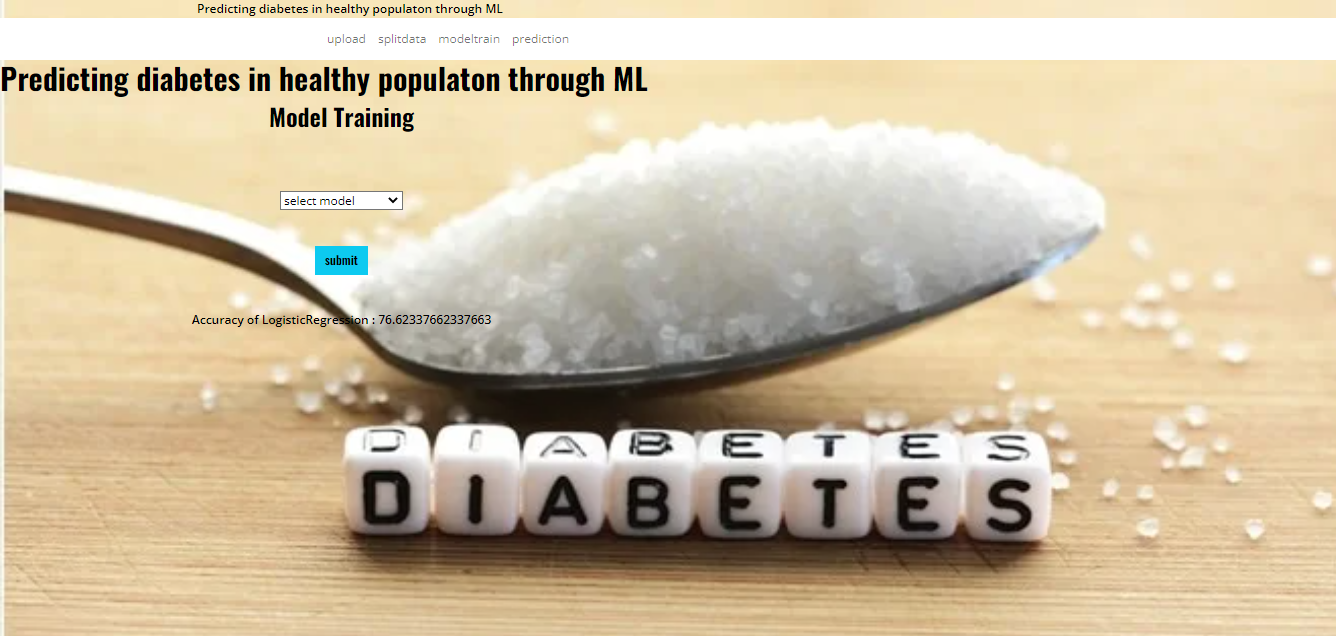 Predicting diabetes in healthy populaton through ML
upload splitdata modeltrain prediction
Predicting diabetes in healthy populaton through ML
Model Training
select model
submit
Accuracy of LogisticRegression : 76.62337662337663
D I A B E T E S
D I A B E T E S